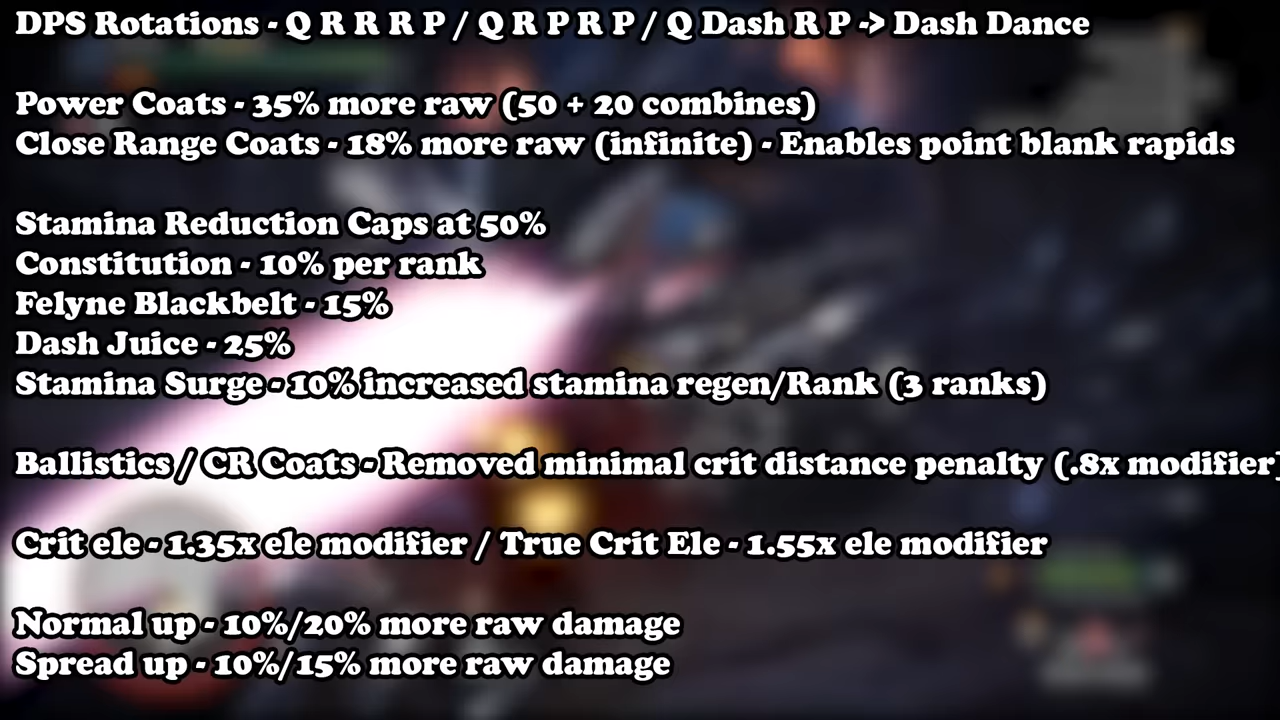 DPS Rotations - Q R R R P / Q R P R P / Q Dash R P -> Dash Dance
Power Coats - 35% more raw (50 + 20 combines)
Close Range Coats - 18% more raw (infinite) - Enables point blank rapids
Stamina Reduction Caps at 50%
Constitution - 10% per rank
Felyne Blackbelt - 15%
Dash Juice - 25%
Stamina Surge - 10% increased stamina regen/Rank (3 ranks)
Ballistics / CR Coats - Removed minimal crit distance penalty (.8x modifier)
Crit ele - 1.35x ele modifier / True Crit Ele - 1.55x ele modifier
Normal up - 10%/20% more raw damage
Spread up - 10%/15% more raw damage